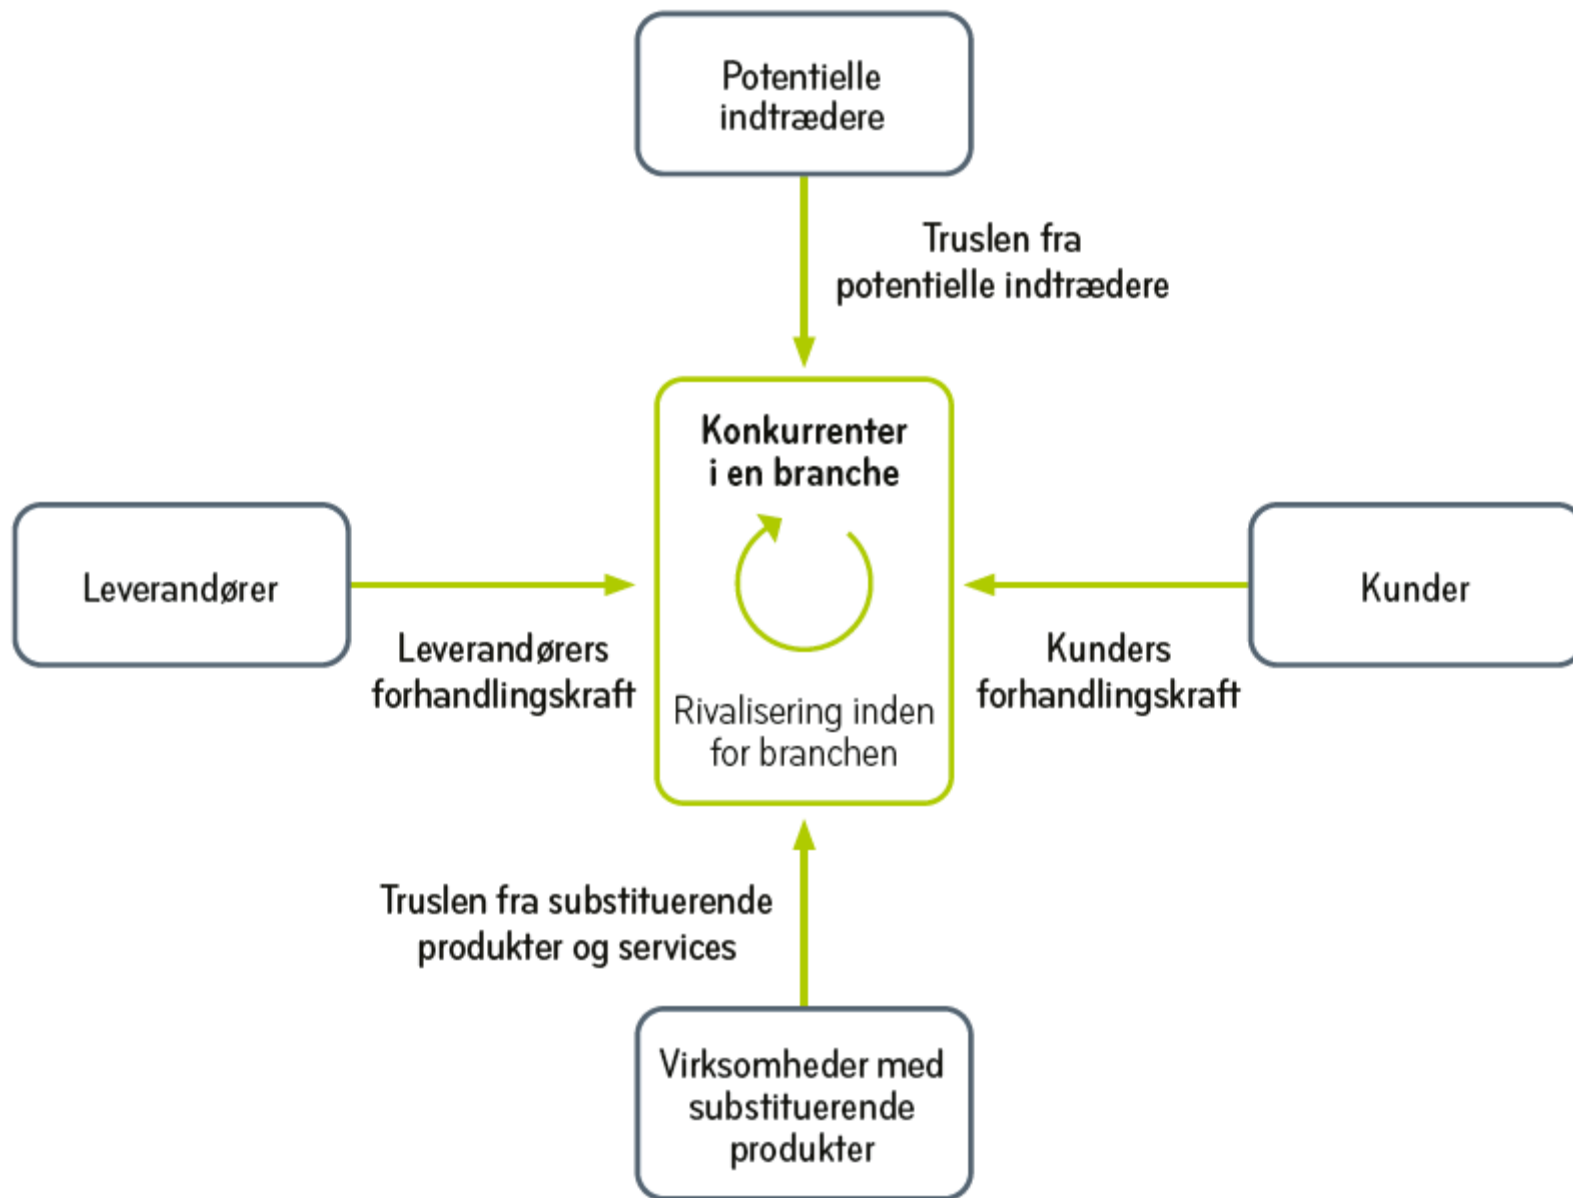 Potentielle
indtrædere
Truslen fra
potentielle indtrædere
Konkurrenter
i en branche
Leverandører
Kunder
Leverandørers
forhandlingskraft
Kunders
forhandlingskraft
Rivalisering inden
for branchen
Truslen fra substituerende
produkter og services
Virksomheder med
substituerende
produkter